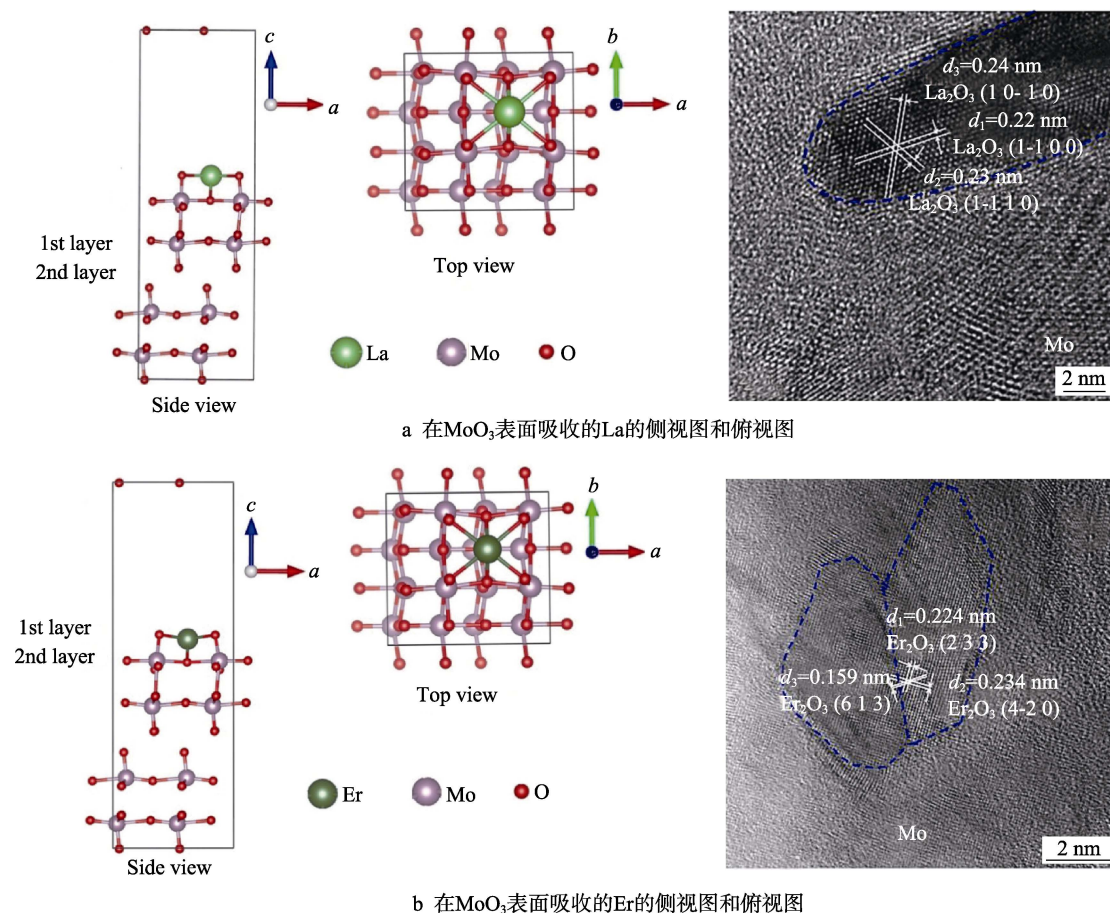 c
a
1st layer
2nd layer
Side view
b
a
Top view
La
Mo
O
d₃=0.24 nm
La₂O₃ (1 0- 1 0)
d₁=0.22 nm
La₂O₃ (1-1 0 0)
d₂=0.23 nm
La₂O₃ (1-1 1 0)
Mo
2 nm
a 在MoO₃表面吸收的La的侧视图和俯视图
c
a
1st layer
2nd layer
Side view
b
a
Top view
Er
Mo
O
d₁=0.224 nm
Er₂O₃ (2 3 3)
d₃=0.159 nm
Er₂O₃ (6 1 3)
d₂=0.234 nm
Er₂O₃ (4-2 0)
Mo
2 nm
b 在MoO₃表面吸收的Er的侧视图和俯视图